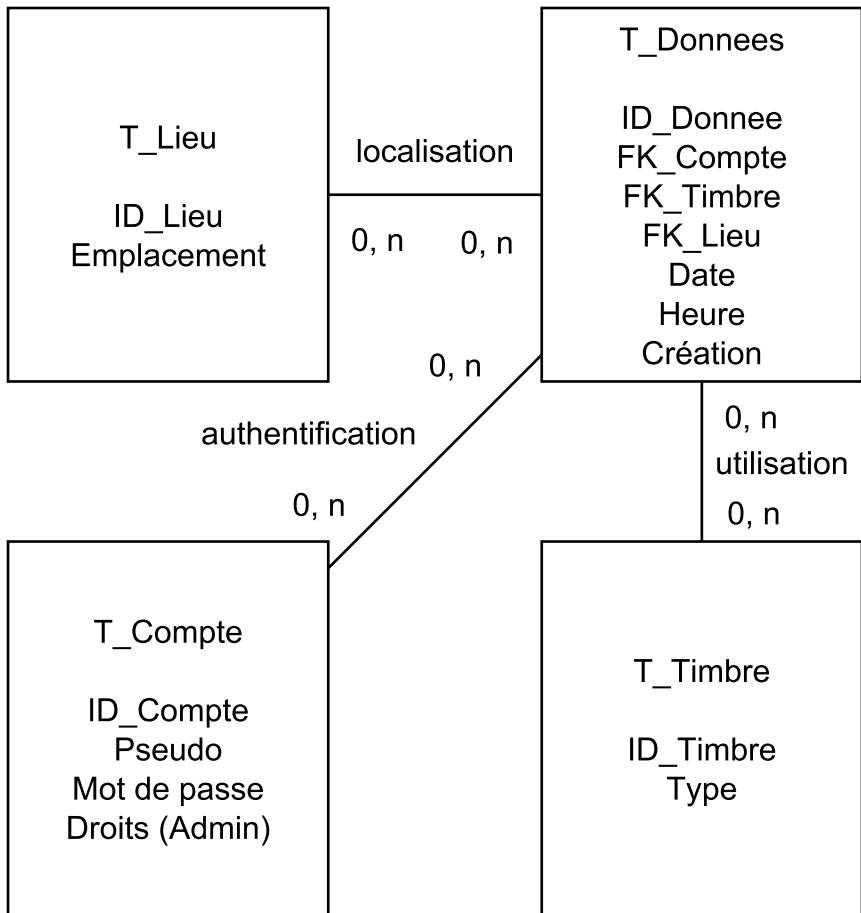 T_Lieu
ID_Lieu
Emplacement
localisation
0, n
0, n
T_Donnees
ID_Donnee
FK_Compte
FK_Timbre
FK_Lieu
Date
Heure
Création
0, n
authentification
0, n
0, n
utilisation
0, n
T_Compte
ID_Compte
Pseudo
Mot de passe
Droits (Admin)
T_Timbre
ID_Timbre
Type